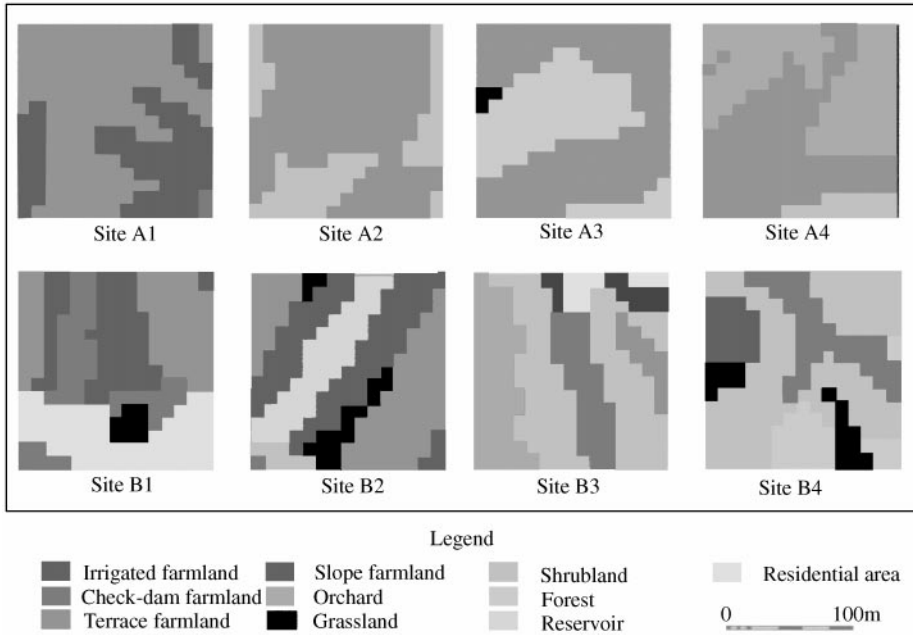 Site A1 Site A2 Site A3 Site A4
Site B1 Site B2 Site B3 Site B4
Legend
Irrigated farmland Slope farmland Shrubland Residential area
Check-dam farmland Orchard Forest 0 100m
Terrace farmland Grassland Reservoir